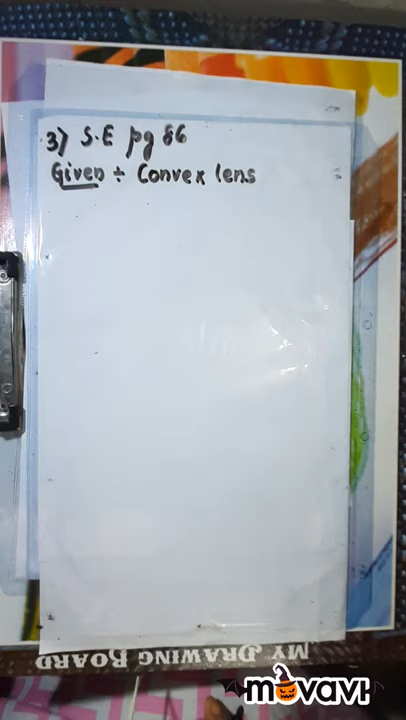 3) S.E pg 86
Given ÷ Convex lens
MY DRAWING BOARD
movavi